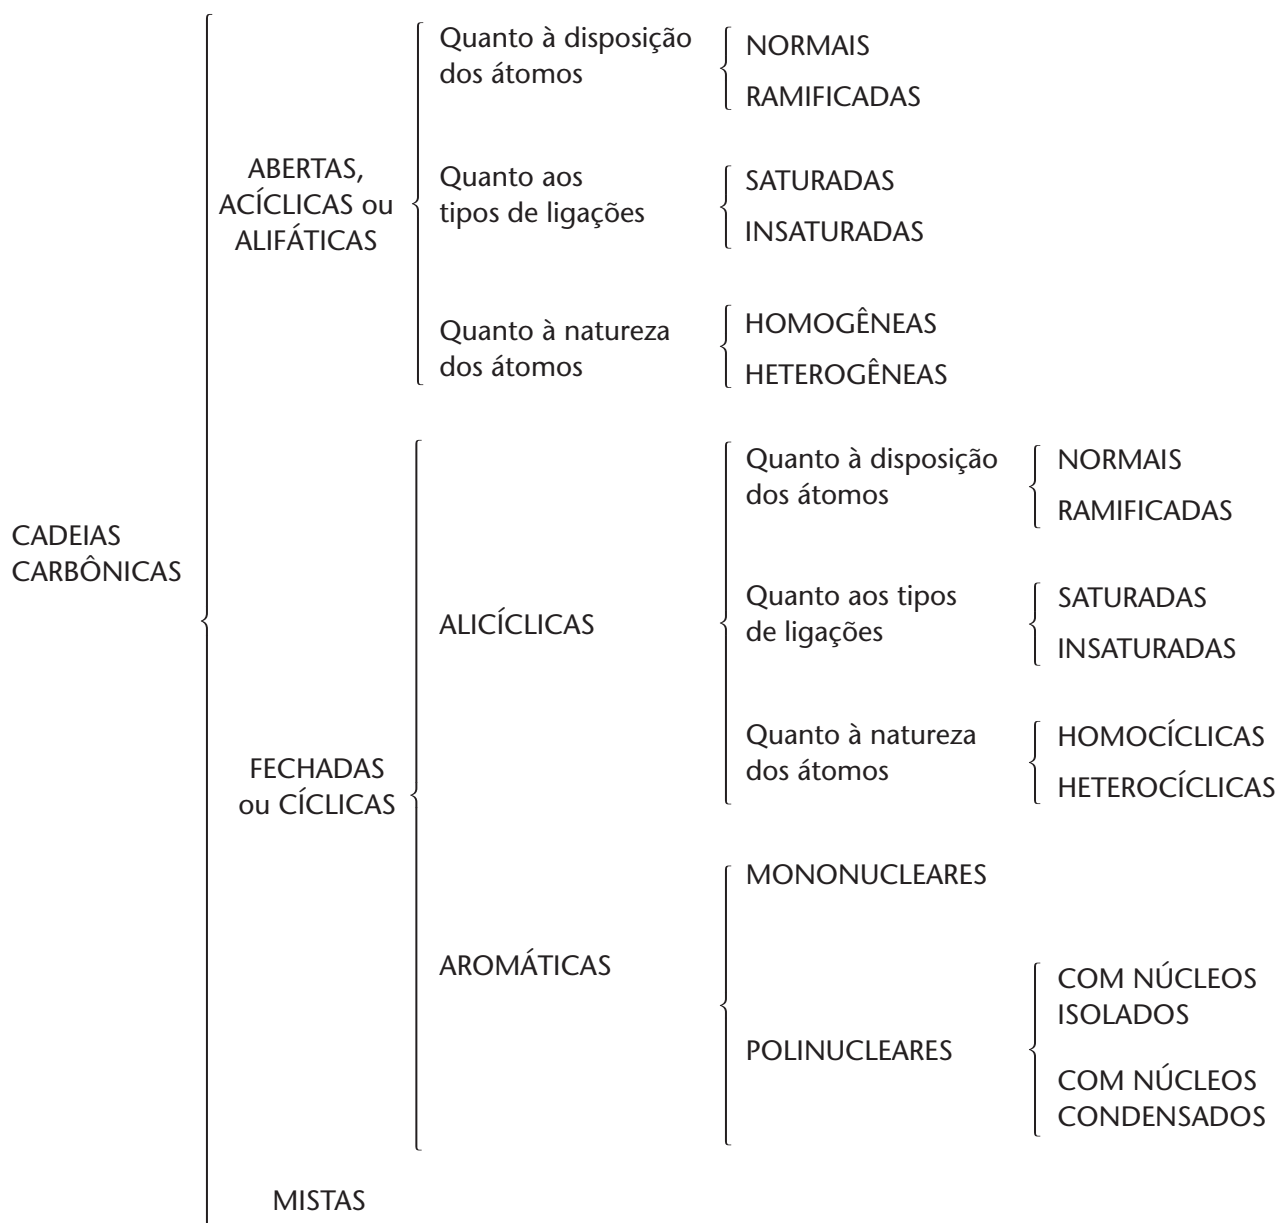 CADEIAS
CARBÔNICAS
ABERTAS,
ACÍCLICAS ou
ALIFÁTICAS
Quanto à disposição
dos átomos
NORMAIS
RAMIFICADAS
Quanto aos
tipos de ligações
SATURADAS
INSATURADAS
Quanto à natureza
dos átomos
HOMOGÊNEAS
HETEROGÊNEAS
FECHADAS
ou CÍCLICAS
ALICÍCLICAS
Quanto à disposição
dos átomos
NORMAIS
RAMIFICADAS
Quanto aos tipos
de ligações
SATURADAS
INSATURADAS
Quanto à natureza
dos átomos
HOMOCÍCLICAS
HETEROCÍCLICAS
AROMÁTICAS
MONONUCLEARES
POLINUCLEARES
COM NÚCLEOS
ISOLADOS
COM NÚCLEOS
CONDENSADOS
MISTAS